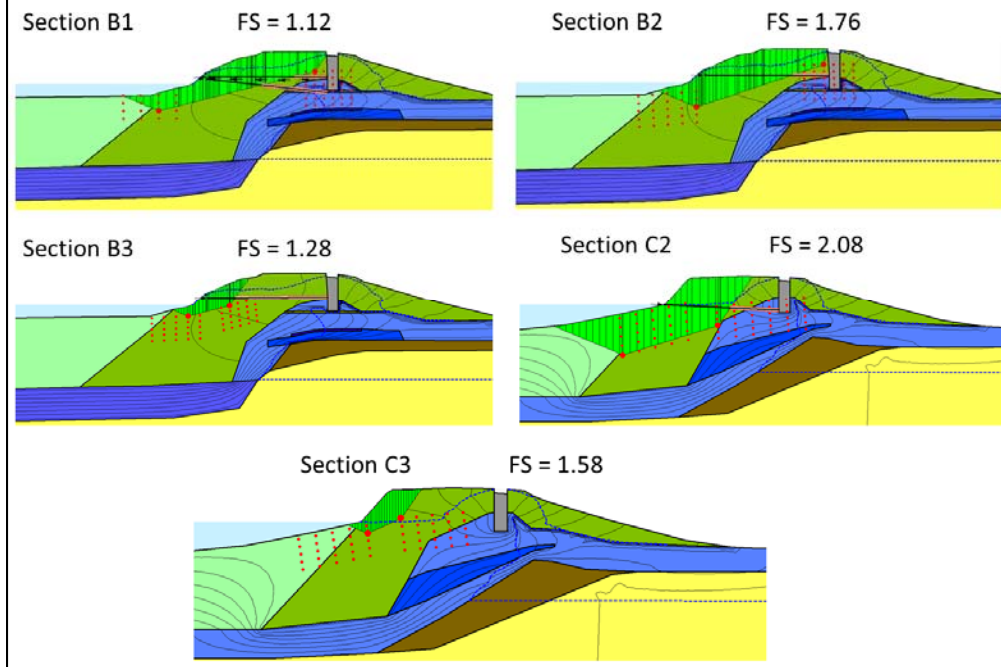 Section B1 FS = 1.12
Section B2 FS = 1.76
Section B3 FS = 1.28
Section C2 FS = 2.08
Section C3 FS = 1.58